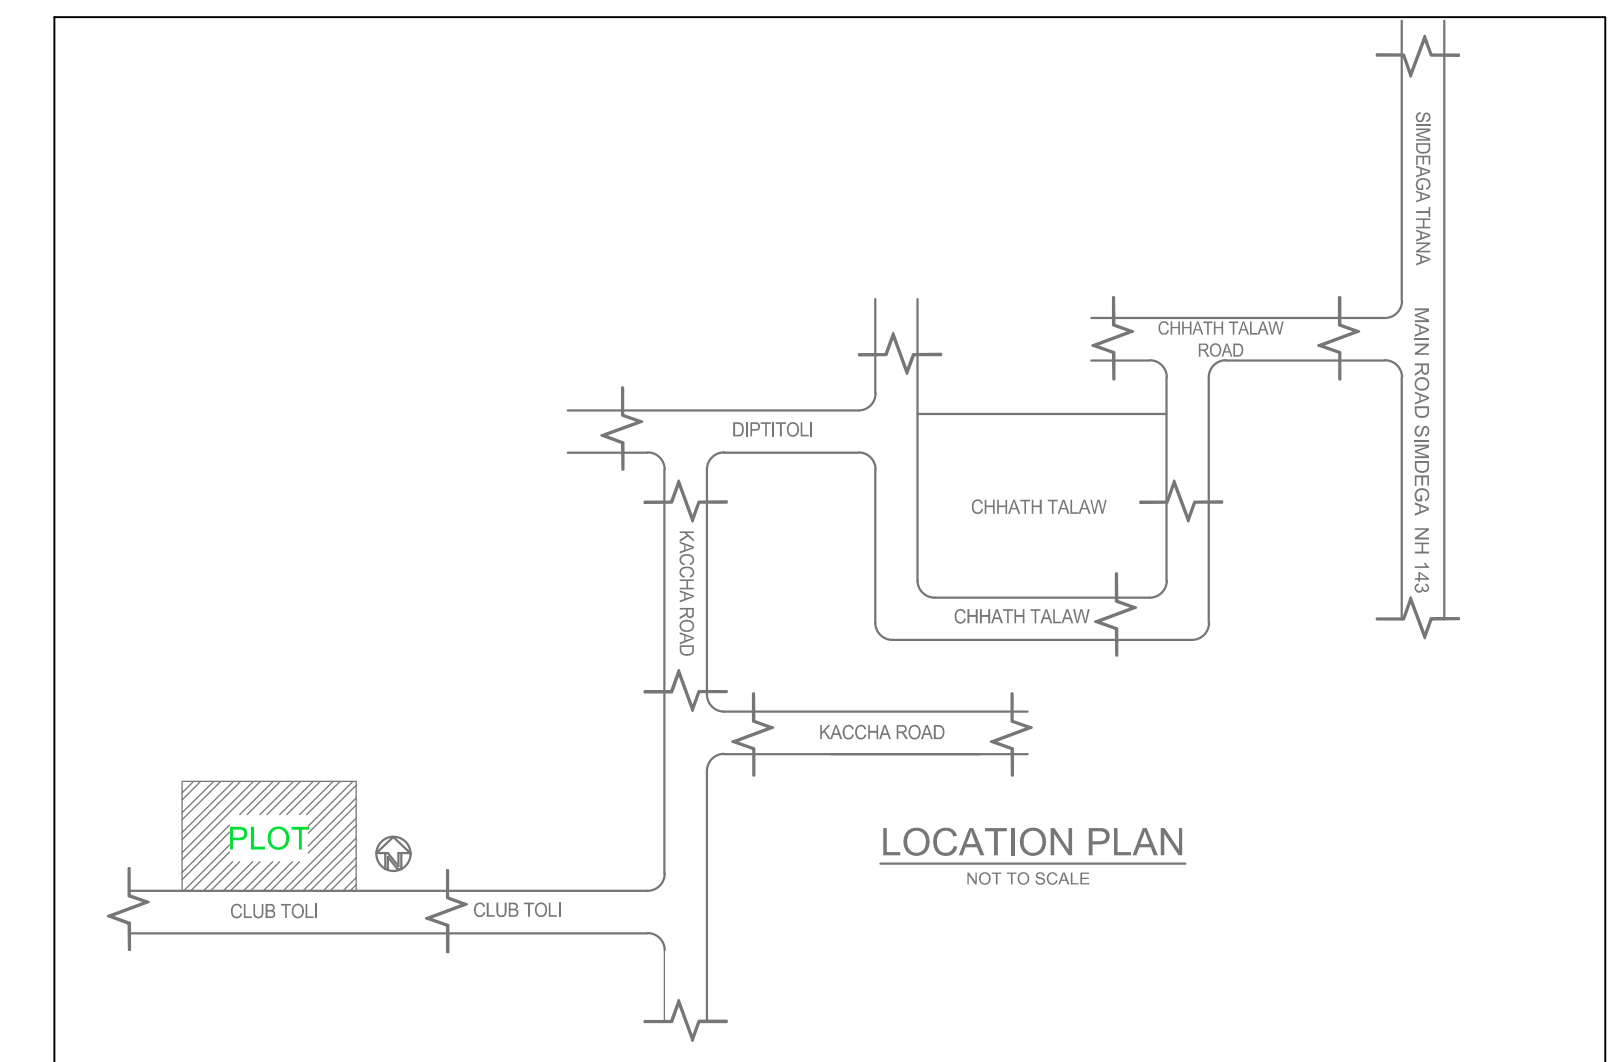 SIMDEAGA THANA
MAIN ROAD SIMDEGA NH 143
CHHATH TALAW
ROAD
DIPTITOLI
CHHATH TALAW
KACCHA ROAD
CHHATH TALAW
KACCHA ROAD
PLOT
N
LOCATION PLAN
NOT TO SCALE
CLUB TOLI
CLUB TOLI